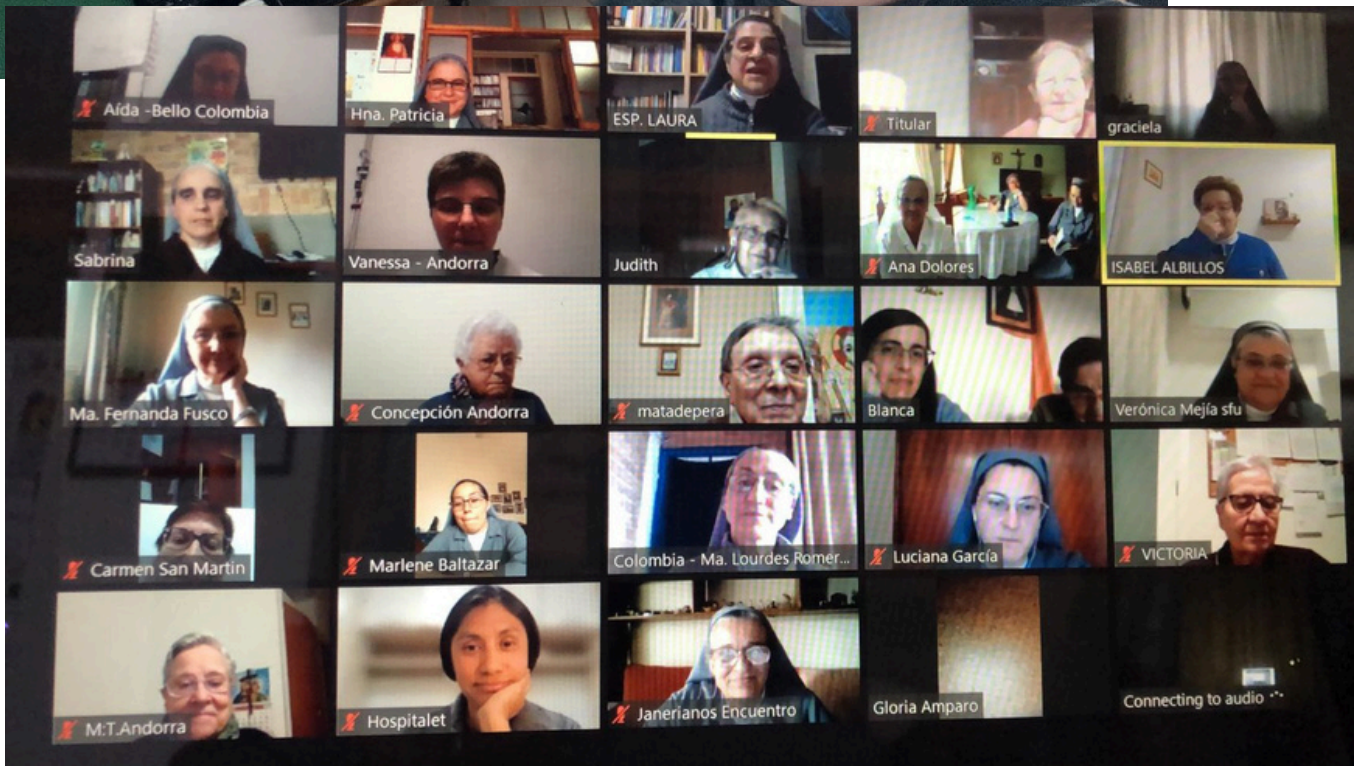 Aída -Bello Colombia
Hna. Patricia
ESP. LAURA
Titular
graciela
Sabrina
Vanessa - Andorra
Judith
Ana Dolores
ISABEL ALBILLOS
Ma. Fernanda Fusco
Concepción Andorra
matadepera
Blanca
Verónica Mejía sfu
Carmen San Martin
Marlene Baltazar
Colombia - Ma. Lourdes Romer...
Luciana García
VICTORIA
M.T.Andorra
Hospitalet
Janerianos Encuentro
Gloria Amparo
Connecting to audio